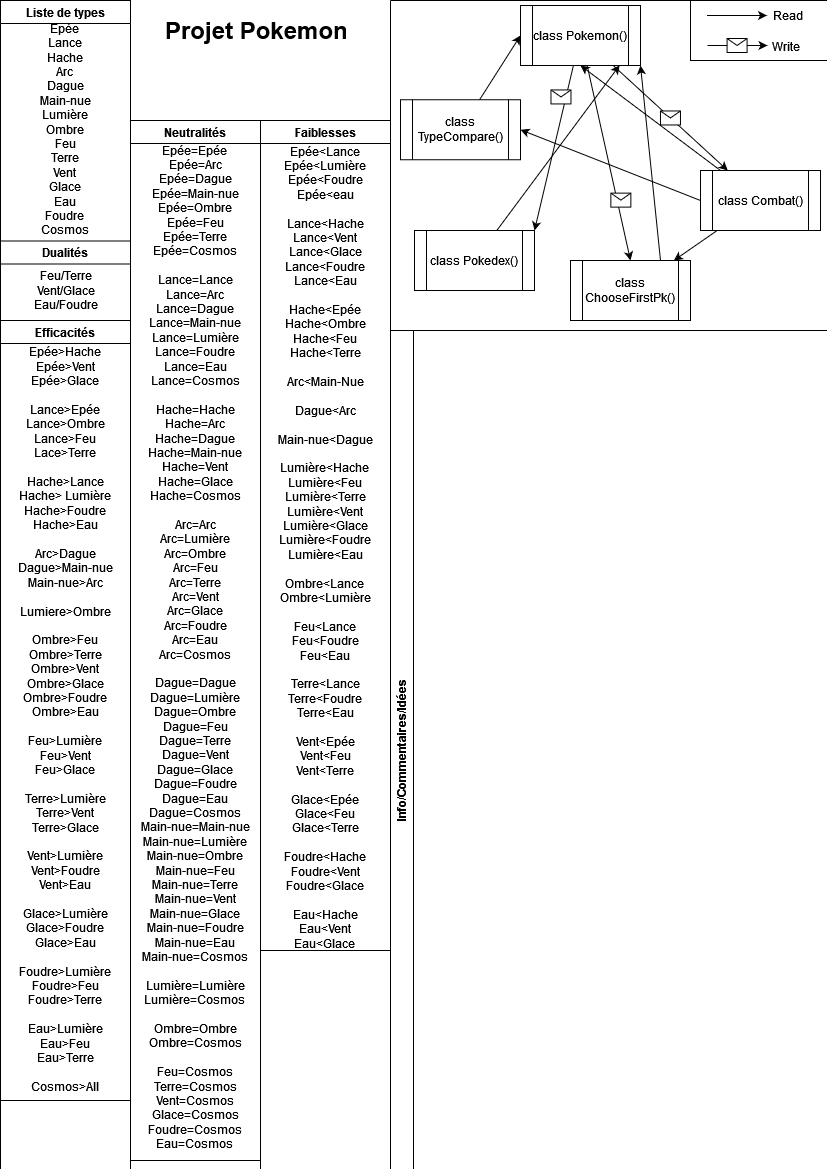 Liste de types
Epée
Lance
Hache
Arc
Dague
Main-nue
Lumière
Ombre
Feu
Terre
Vent
Glace
Eau
Foudre
Cosmos
Dualités
Feu/Terre
Vent/Glace
Eau/Foudre
Efficacités
Epée>Hache
Epée>Vent
Epée>Glace
Lance>Epée
Lance>Ombre
Lance>Feu
Lace>Terre
Hache>Lance
Hache> Lumière
Hache>Foudre
Hache>Eau
Arc>Dague
Dague>Main-nue
Main-nue>Arc
Lumiere>Ombre
Ombre>Feu
Ombre>Terre
Ombre>Vent
Ombre>Glace
Ombre>Foudre
Ombre>Eau
Feu>Lumière
Feu>Vent
Feu>Glace
Terre>Lumière
Terre>Vent
Terre>Glace
Vent>Lumière
Vent>Foudre
Vent>Eau
Glace>Lumière
Glace>Foudre
Glace>Eau
Foudre>Lumière
Foudre>Feu
Foudre>Terre
Eau>Lumière
Eau>Feu
Eau>Terre
Cosmos>All
Projet Pokemon
Neutralités
Epée=Epée
Epée=Arc
Epée=Dague
Epée=Main-nue
Epée=Ombre
Epée=Feu
Epée=Terre
Epée=Cosmos
Lance=Lance
Lance=Arc
Lance=Dague
Lance=Main-nue
Lance=Lumière
Lance=Foudre
Lance=Eau
Lance=Cosmos
Hache=Hache
Hache=Arc
Hache=Dague
Hache=Main-nue
Hache=Vent
Hache=Glace
Hache=Cosmos
Arc=Arc
Arc=Lumière
Arc=Ombre
Arc=Feu
Arc=Terre
Arc=Vent
Arc=Glace
Arc=Foudre
Arc=Eau
Arc=Cosmos
Dague=Dague
Dague=Lumière
Dague=Ombre
Dague=Feu
Dague=Terre
Dague=Vent
Dague=Glace
Dague=Foudre
Dague=Eau
Dague=Cosmos
Main-nue=Main-nue
Main-nue=Lumière
Main-nue=Ombre
Main-nue=Feu
Main-nue=Terre
Main-nue=Vent
Main-nue=Glace
Main-nue=Foudre
Main-nue=Eau
Main-nue=Cosmos
Lumière=Lumière
Lumière=Cosmos
Ombre=Ombre
Ombre=Cosmos
Feu=Cosmos
Terre=Cosmos
Vent=Cosmos
Glace=Cosmos
Foudre=Cosmos
Eau=Cosmos
Faiblesses
Epée<Lance
Epée<Lumière
Epée<Foudre
Epée<eau
Lance<Hache
Lance<Vent
Lance<Glace
Lance<Foudre
Lance<Eau
Hache<Epée
Hache<Ombre
Hache<Feu
Hache<Terre
Arc<Main-Nue
Dague<Arc
Main-nue<Dague
Lumière<Hache
Lumière<Feu
Lumière<Terre
Lumière<Vent
Lumière<Glace
Lumière<Foudre
Lumière<Eau
Ombre<Lance
Ombre<Lumière
Feu<Lance
Feu<Foudre
Feu<Eau
Terre<Lance
Terre<Foudre
Terre<Eau
Vent<Epée
Vent<Feu
Vent<Terre
Glace<Epée
Glace<Feu
Glace<Terre
Foudre<Hache
Foudre<Vent
Foudre<Glace
Eau<Hache
Eau<Vent
Eau<Glace
class Pokemon()
Read
Write
class
TypeCompare()
class Combat()
class Pokedex()
class
ChooseFirstPk()
Info/Commentaires/Idées